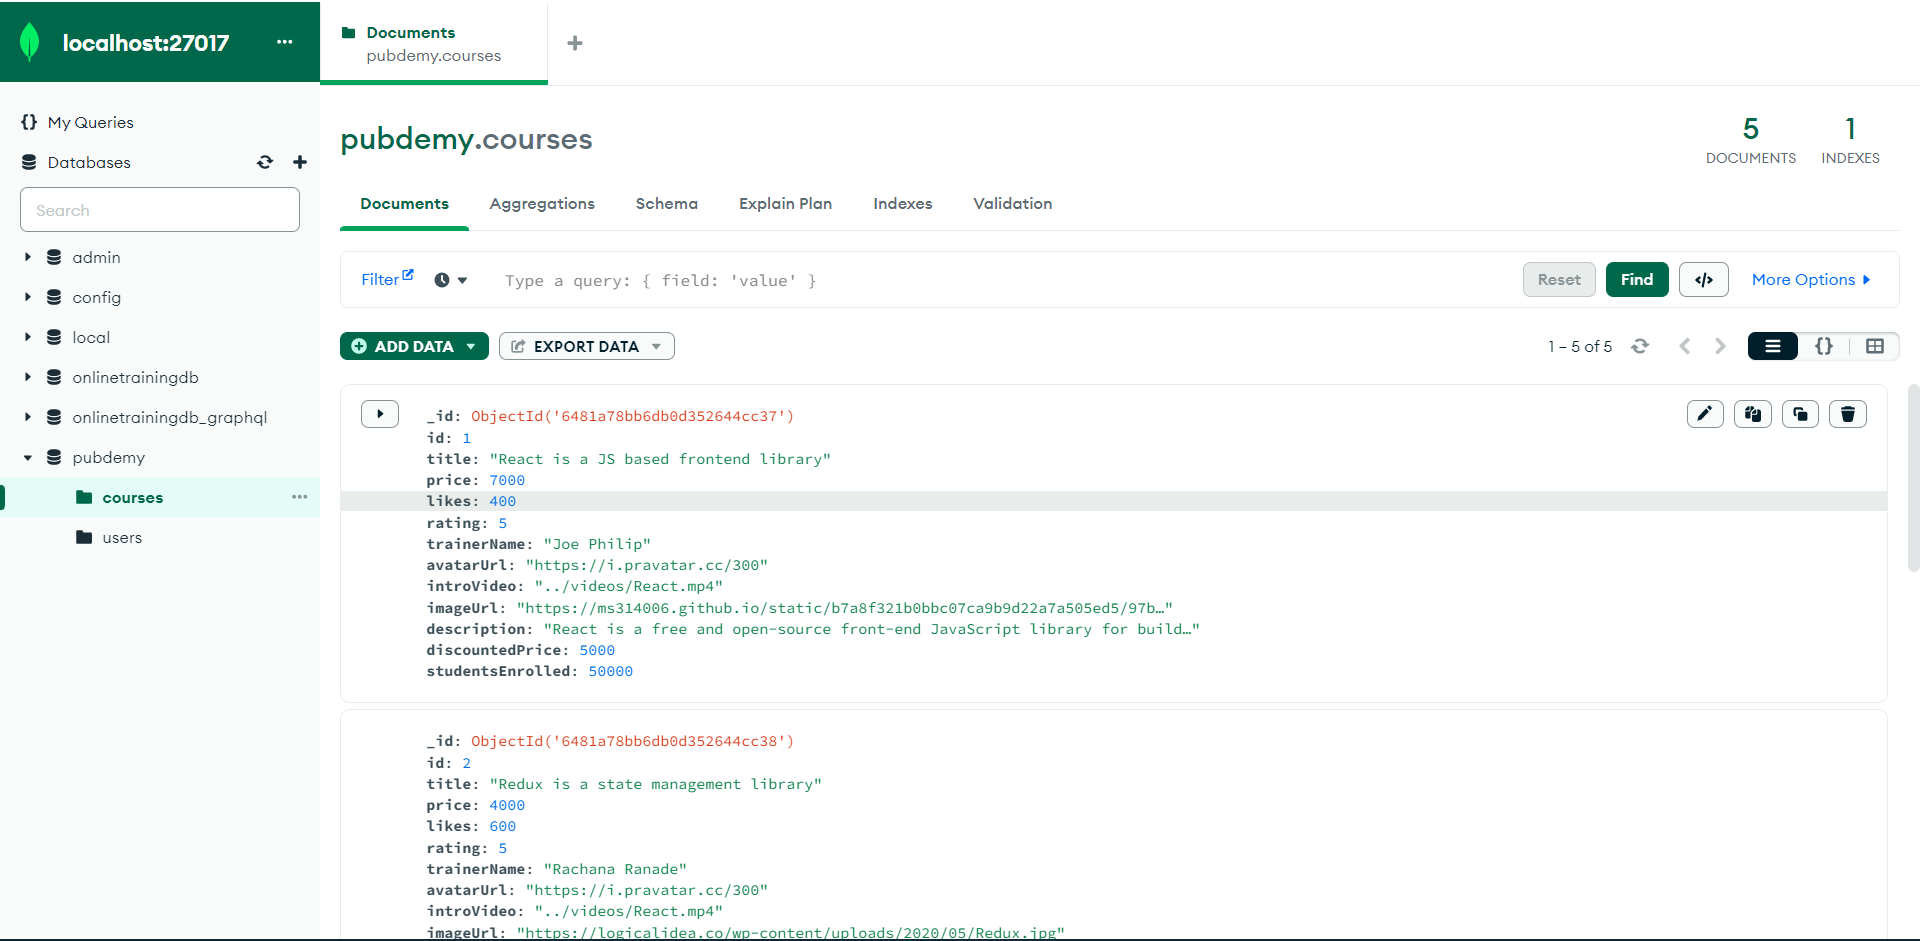 localhost:27017
Documents
pubdemy.courses
My Queries
Databases
Search
admin
config
local
onlinetrainingdb
onlinetrainingdb_graphql
pubdemy
courses
users
pubdemy.courses
5
DOCUMENTS
1
INDEXES
Documents Aggregations Schema Explain Plan Indexes Validation
Filter Type a query: { field: 'value' } Reset Find </> More Options
ADD DATA EXPORT DATA 1 – 5 of 5 {}
_id: ObjectId('6481a78bb6db0d352644cc37')
id: 1
title: "React is a JS based frontend library"
price: 7000
likes: 400
rating: 5
trainerName: "Joe Philip"
avatarUrl: "https://i.pravatar.cc/300"
introVideo: "../videos/React.mp4"
imageUrl: "https://ms314006.github.io/static/b7a8f321b0bbc07ca9b9d22a7a505ed5/97b…"
description: "React is a free and open-source front-end JavaScript library for build…"
discountedPrice: 5000
studentsEnrolled: 50000
_id: ObjectId('6481a78bb6db0d352644cc38')
id: 2
title: "Redux is a state management library"
price: 4000
likes: 600
rating: 5
trainerName: "Rachana Ranade"
avatarUrl: "https://i.pravatar.cc/300"
introVideo: "../videos/React.mp4"
imageUrl: "https://logicalidea.co/wp-content/uploads/2020/05/Redux.jpg"